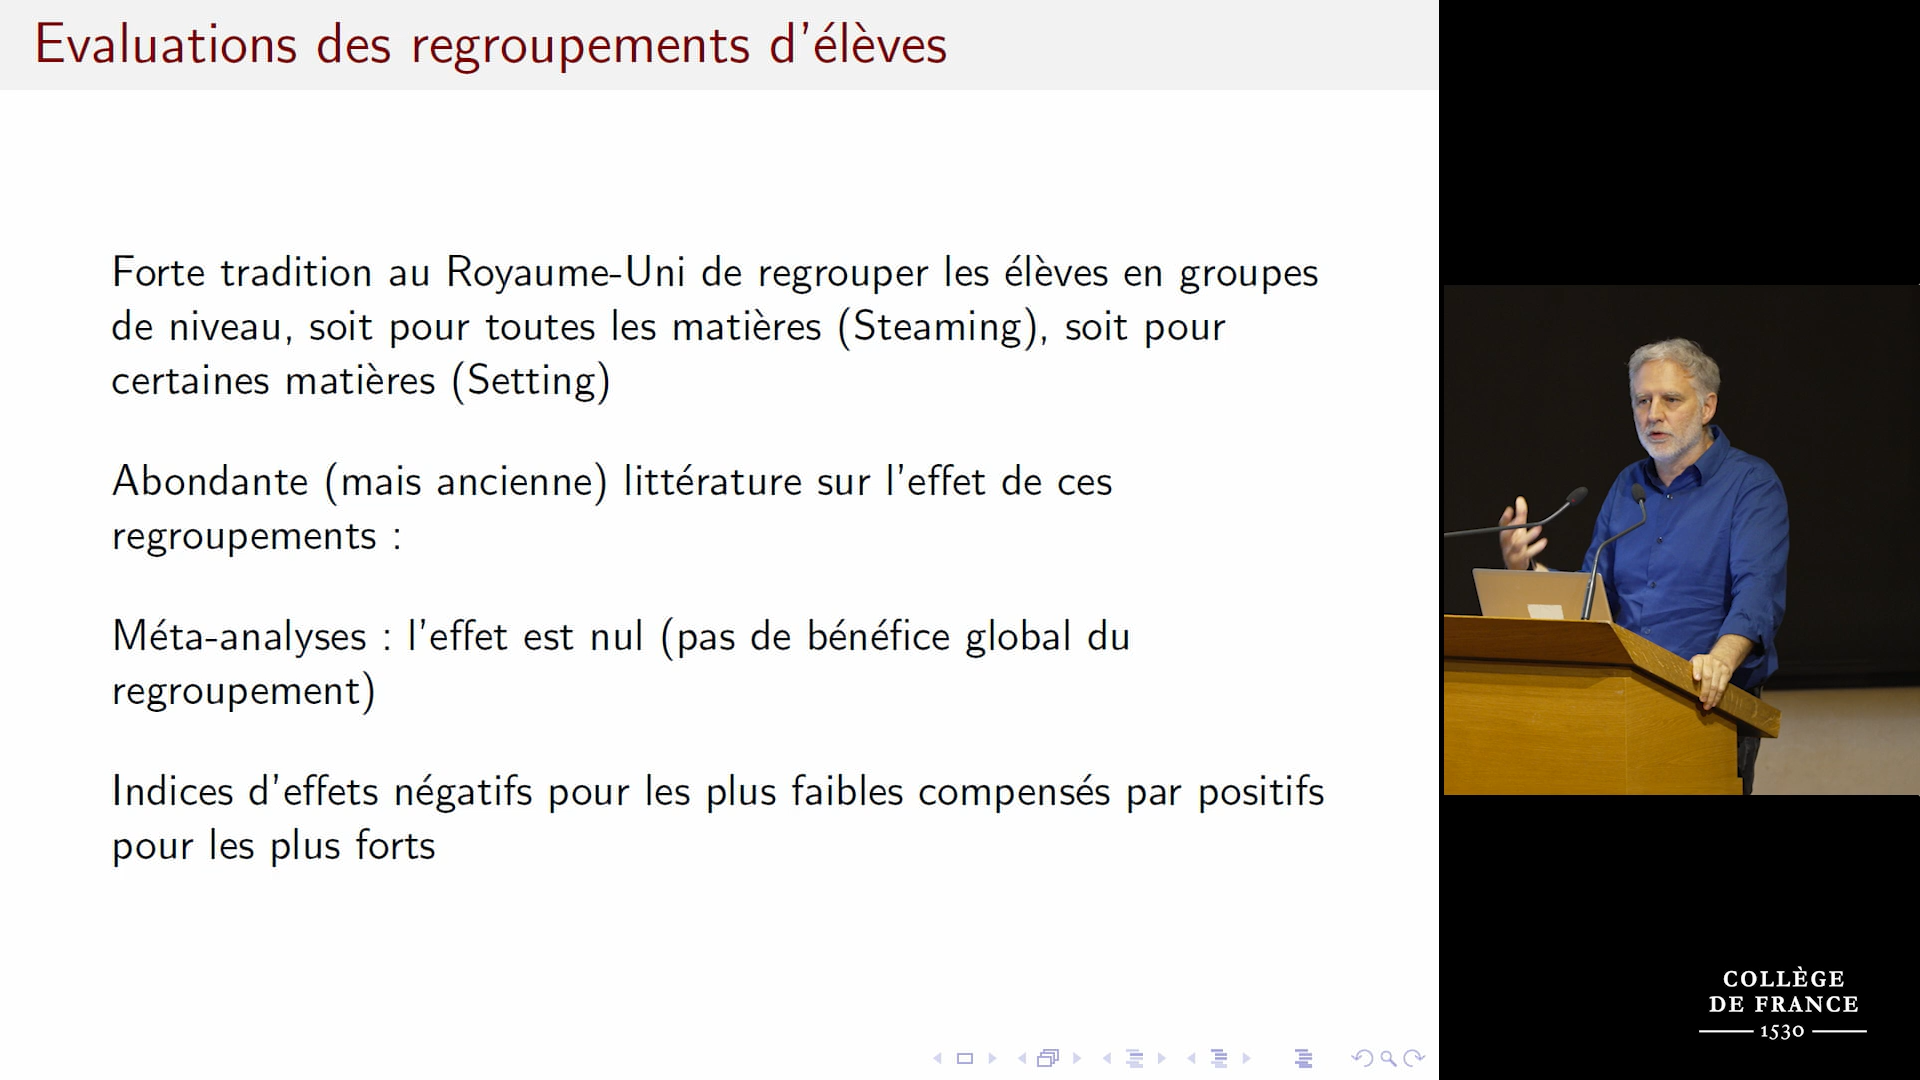 Evaluations des regroupements d'élèves
Forte tradition au Royaume-Uni de regrouper les élèves en groupes
de niveau, soit pour toutes les matières (Steaming), soit pour
certaines matières (Setting)
Abondante (mais ancienne) littérature sur l'effet de ces
regroupements :
Méta-analyses : l'effet est nul (pas de bénéfice global du
regroupement)
Indices d'effets négatifs pour les plus faibles compensés par positifs
pour les plus forts
COLLÈGE
DE FRANCE
1530